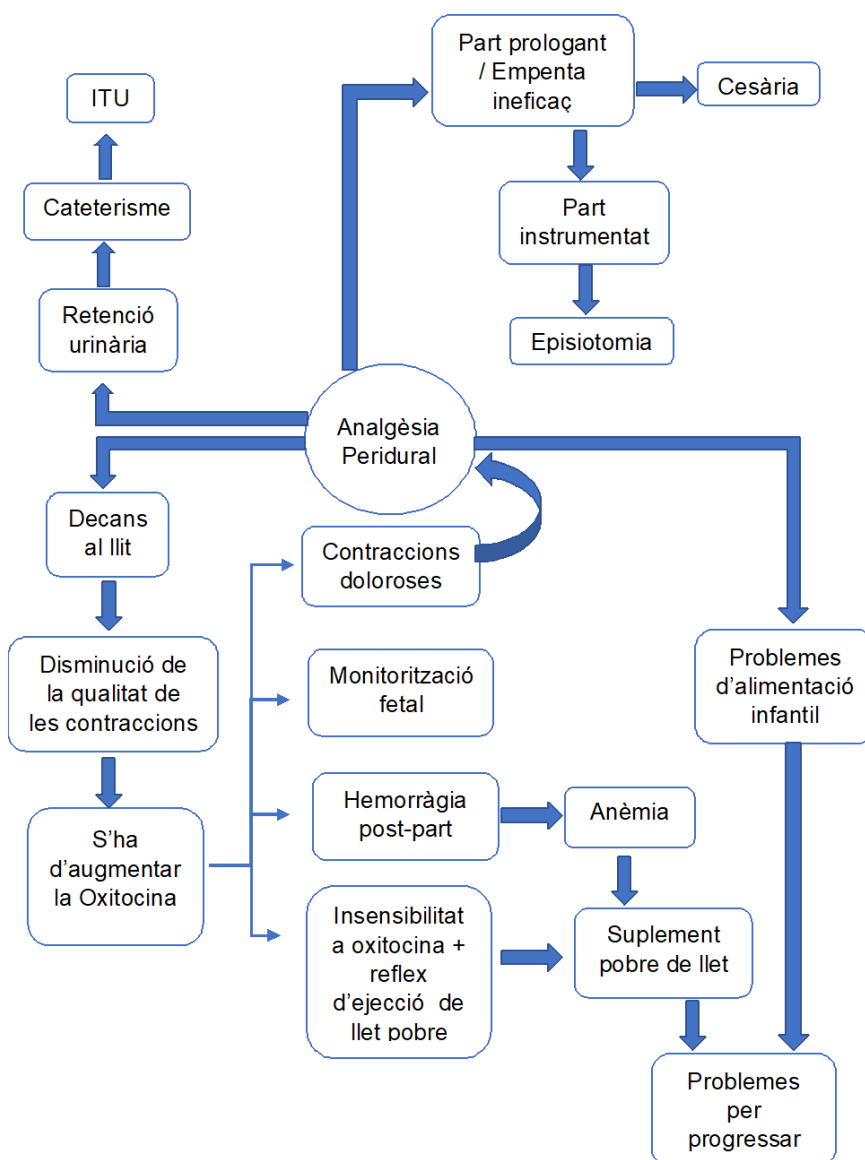 Part prologant
/ Empenta
ineficaç
Cesària
ITU
Cateterisme
Part
instrumentat
Retenció
urinària
Episiotomia
Analgèsia
Peridural
Decans
al llit
Contraccions
doloroses
Disminució de
la qualitat de
les contraccions
Monitorització
fetal
Problemes
d'alimentació
infantil
Hemorràgia
post-part
Anèmia
S'ha
d'augmentar
la Oxitocina
Insensibilitat
a oxitocina +
reflex
d'ejecció de
llet pobre
Suplement
pobre de llet
Problemes
per
progressar